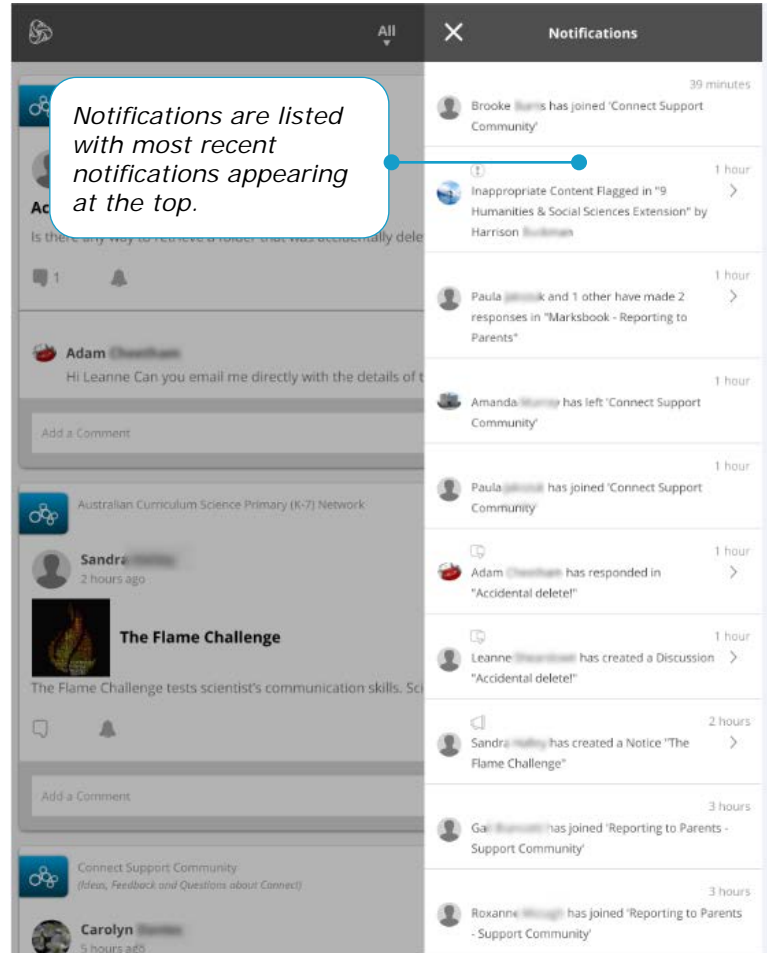 All
Notifications
Notifications are listed
with most recent
notifications appearing
at the top.
Ac
Is there any way to retrieve a folder that was accidentally dele
1
Adam
Hi Leanne Can you email me directly with the details of t
Add a Comment
Australian Curriculum Science Primary (K-7) Network
Sandra
2 hours ago
The Flame Challenge
The Flame Challenge tests scientist's communication skills. Sci
Add a Comment
Connect Support Community
(Ideas, Feedback and Questions about Connect)
Carolyn
5 hours ago
39 minutes
Brooke has joined 'Connect Support
Community'
1 hour
Inappropriate Content Flagged in "9
Humanities & Social Sciences Extension" by
Harrison
1 hour
Paula and 1 other have made 2
responses in "Marksbook - Reporting to
Parents"
1 hour
Amanda has left 'Connect Support
Community'
1 hour
Paula has joined 'Connect Support
Community'
1 hour
Adam has responded in
"Accidental delete!"
1 hour
Leanne has created a Discussion
"Accidental delete!"
2 hours
Sandra has created a Notice "The
Flame Challenge"
3 hours
has joined 'Reporting to Parents -
Support Community'
3 hours
Roxanne has joined 'Reporting to Parents
- Support Community'